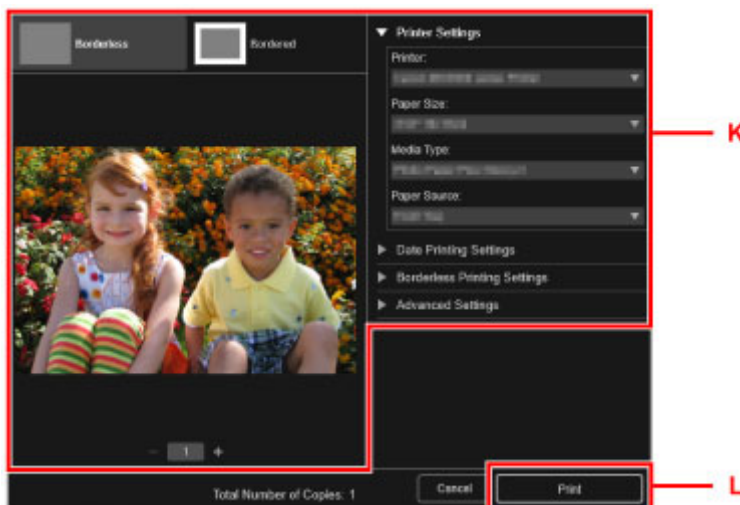 Borderless
Bordered
Printer Settings
Printer:
Paper Size:
K
Media Type:
Paper Source:
Date Printing Settings
Borderless Printing Settings
Advanced Settings
- 1 +
Total Number of Copies: 1
Cancel
Print
L